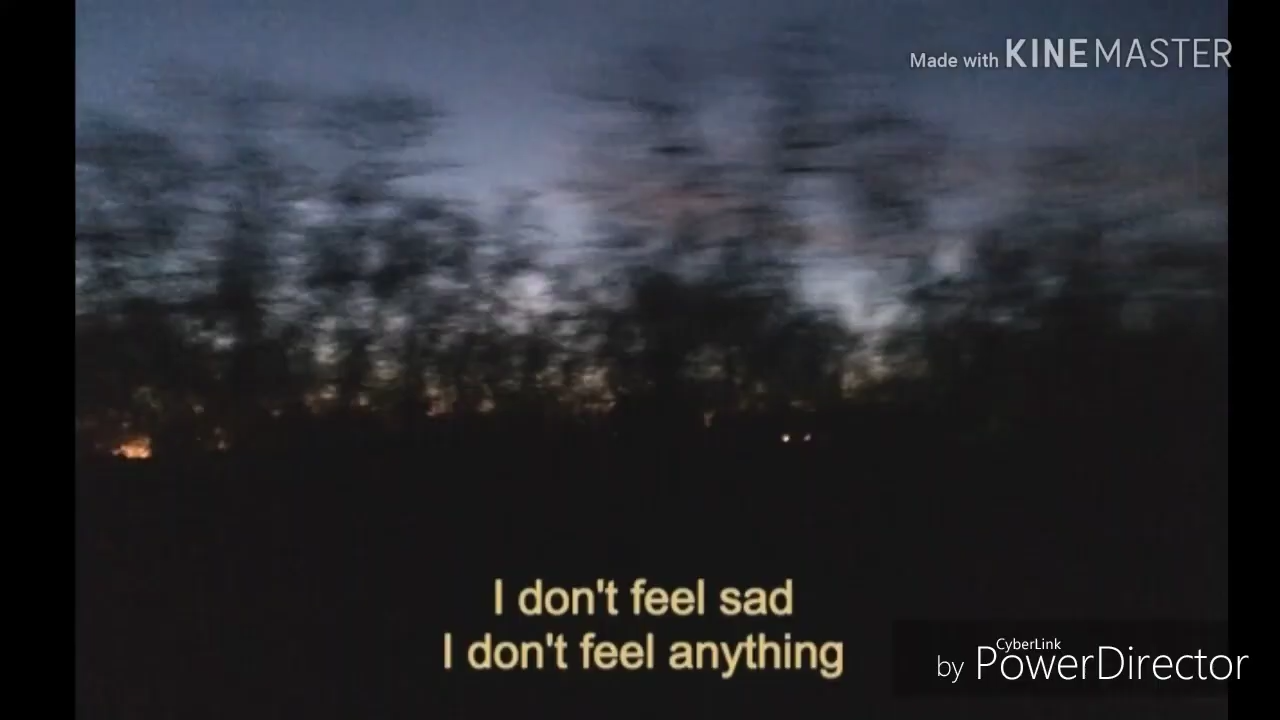 Made with KINEMASTER
I don't feel sad
I don't feel anything
CyberLink
by PowerDirector